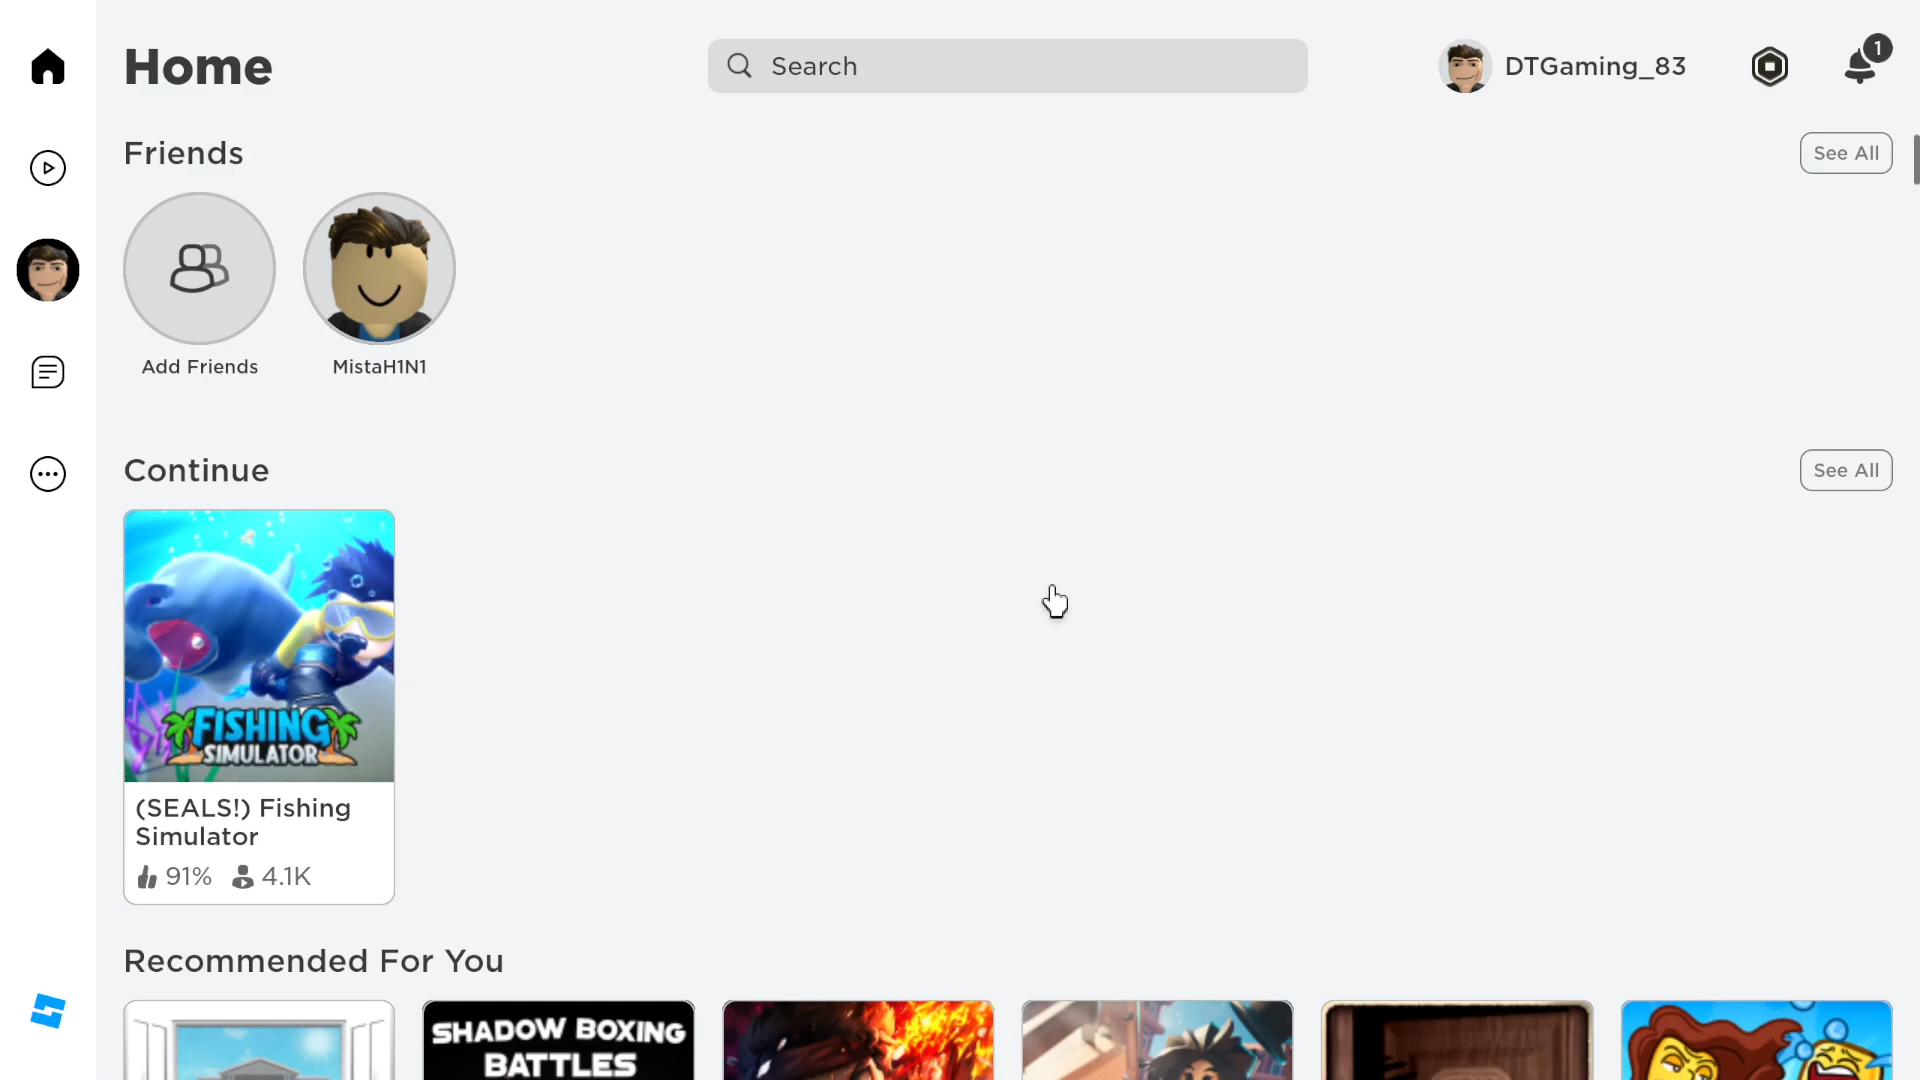 Home
Search
DTGaming_83
1
Friends
See All
Add Friends
MistaH1N1
Continue
See All
FISHING
SIMULATOR
(SEALS!) Fishing
Simulator
91% 4.1K
Recommended For You
SHADOW BOXING
BATTLES